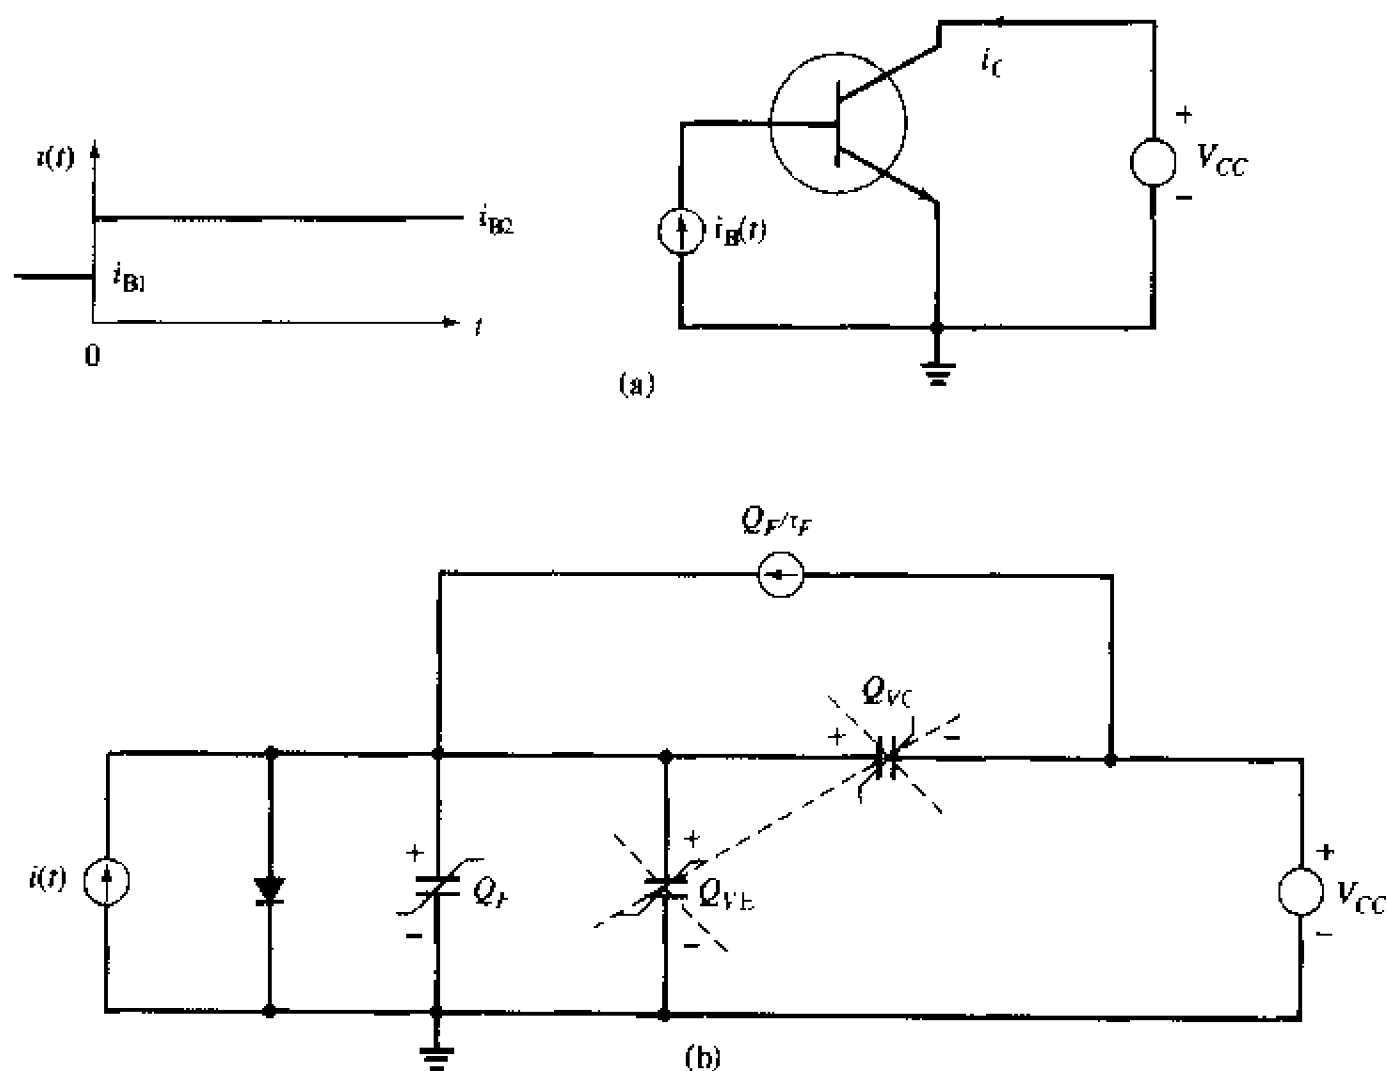 i(t)
i_B2
i_B1
t
0
i_C
+
V_CC
−
i_B(t)
(a)
Q_F/τ_F
Q_VC
+ −
i(t)
+
Q_F
−
+
Q_VE
−
+
V_CC
−
(b)